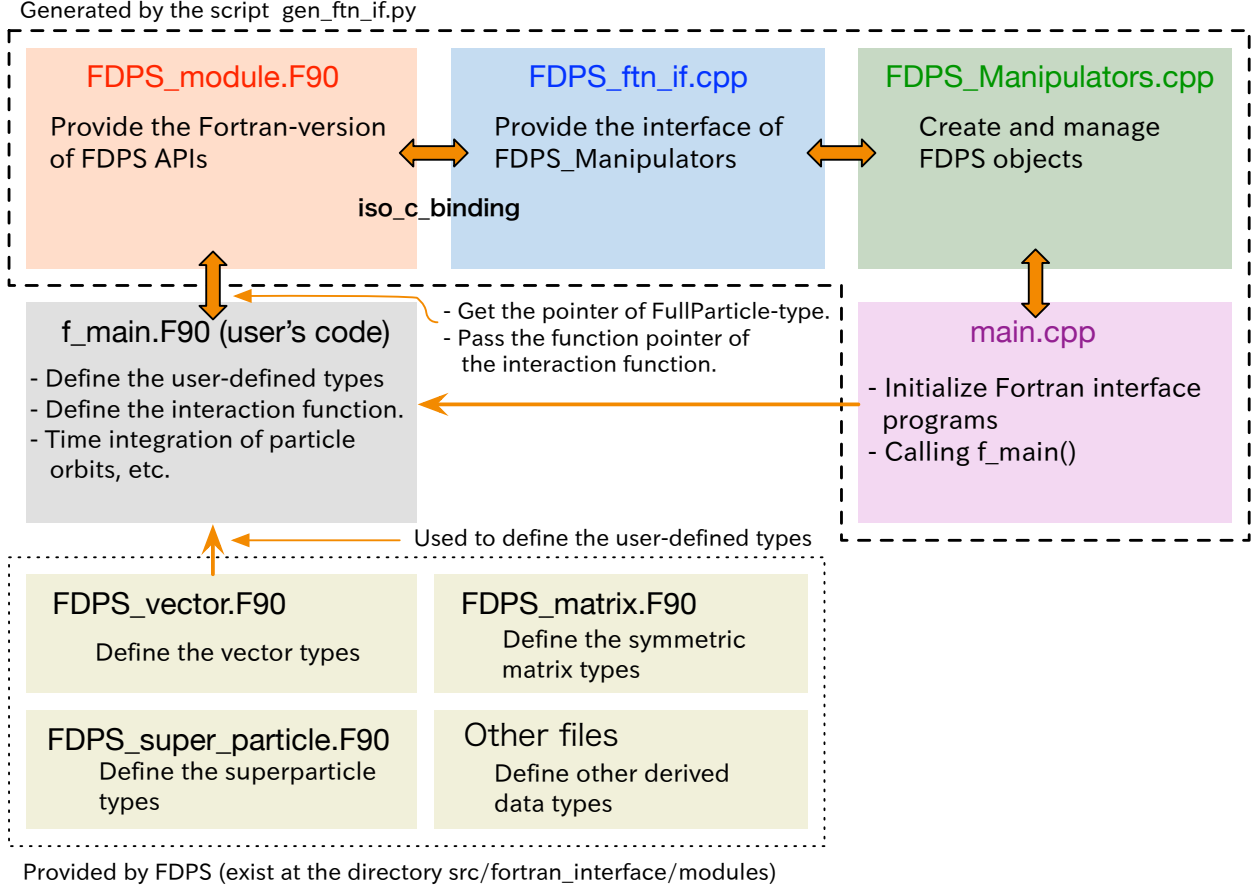 Generated by the script gen_ftn_if.py
FDPS_module.F90
Provide the Fortran-version
of FDPS APIs
FDPS_ftn_if.cpp
Provide the interface of
FDPS_Manipulators
FDPS_Manipulators.cpp
Create and manage
FDPS objects
iso_c_binding
f_main.F90 (user's code)
- Define the user-defined types
- Define the interaction function.
- Time integration of particle
orbits, etc.
- Get the pointer of FullParticle-type.
- Pass the function pointer of
the interaction function.
main.cpp
- Initialize Fortran interface
programs
- Calling f_main()
Used to define the user-defined types
FDPS_vector.F90
Define the vector types
FDPS_matrix.F90
Define the symmetric
matrix types
FDPS_super_particle.F90
Define the superparticle
types
Other files
Define other derived
data types
Provided by FDPS (exist at the directory src/fortran_interface/modules)